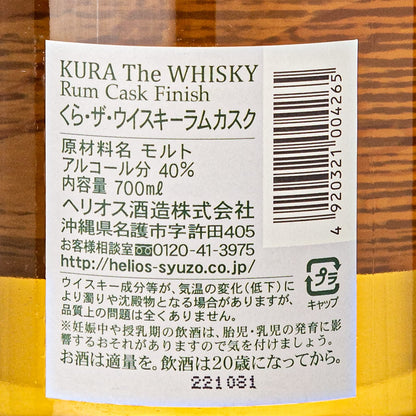 KURA The WHISKY
Rum Cask Finish
くら・ザ・ウイスキーラムカスク
原材料名 モルト
アルコール分 40%
内容量 700mℓ
ヘリオス酒造株式会社
沖縄県名護市字許田405
お客様相談室☎0120-41-3975
http://helios-syuzo.co.jp/
ウイスキー成分等が、気温の変化(低下)に
より濁りや沈殿物となる場合がありますが、
品質上の問題は全くございません。
※妊娠中や授乳期の飲酒は、胎児・乳児の発育に影
響するおそれがありますので気を付けましょう。
お酒は適量を。飲酒は20歳になってから。
221081
4 920321 004265
プラ
キャップ